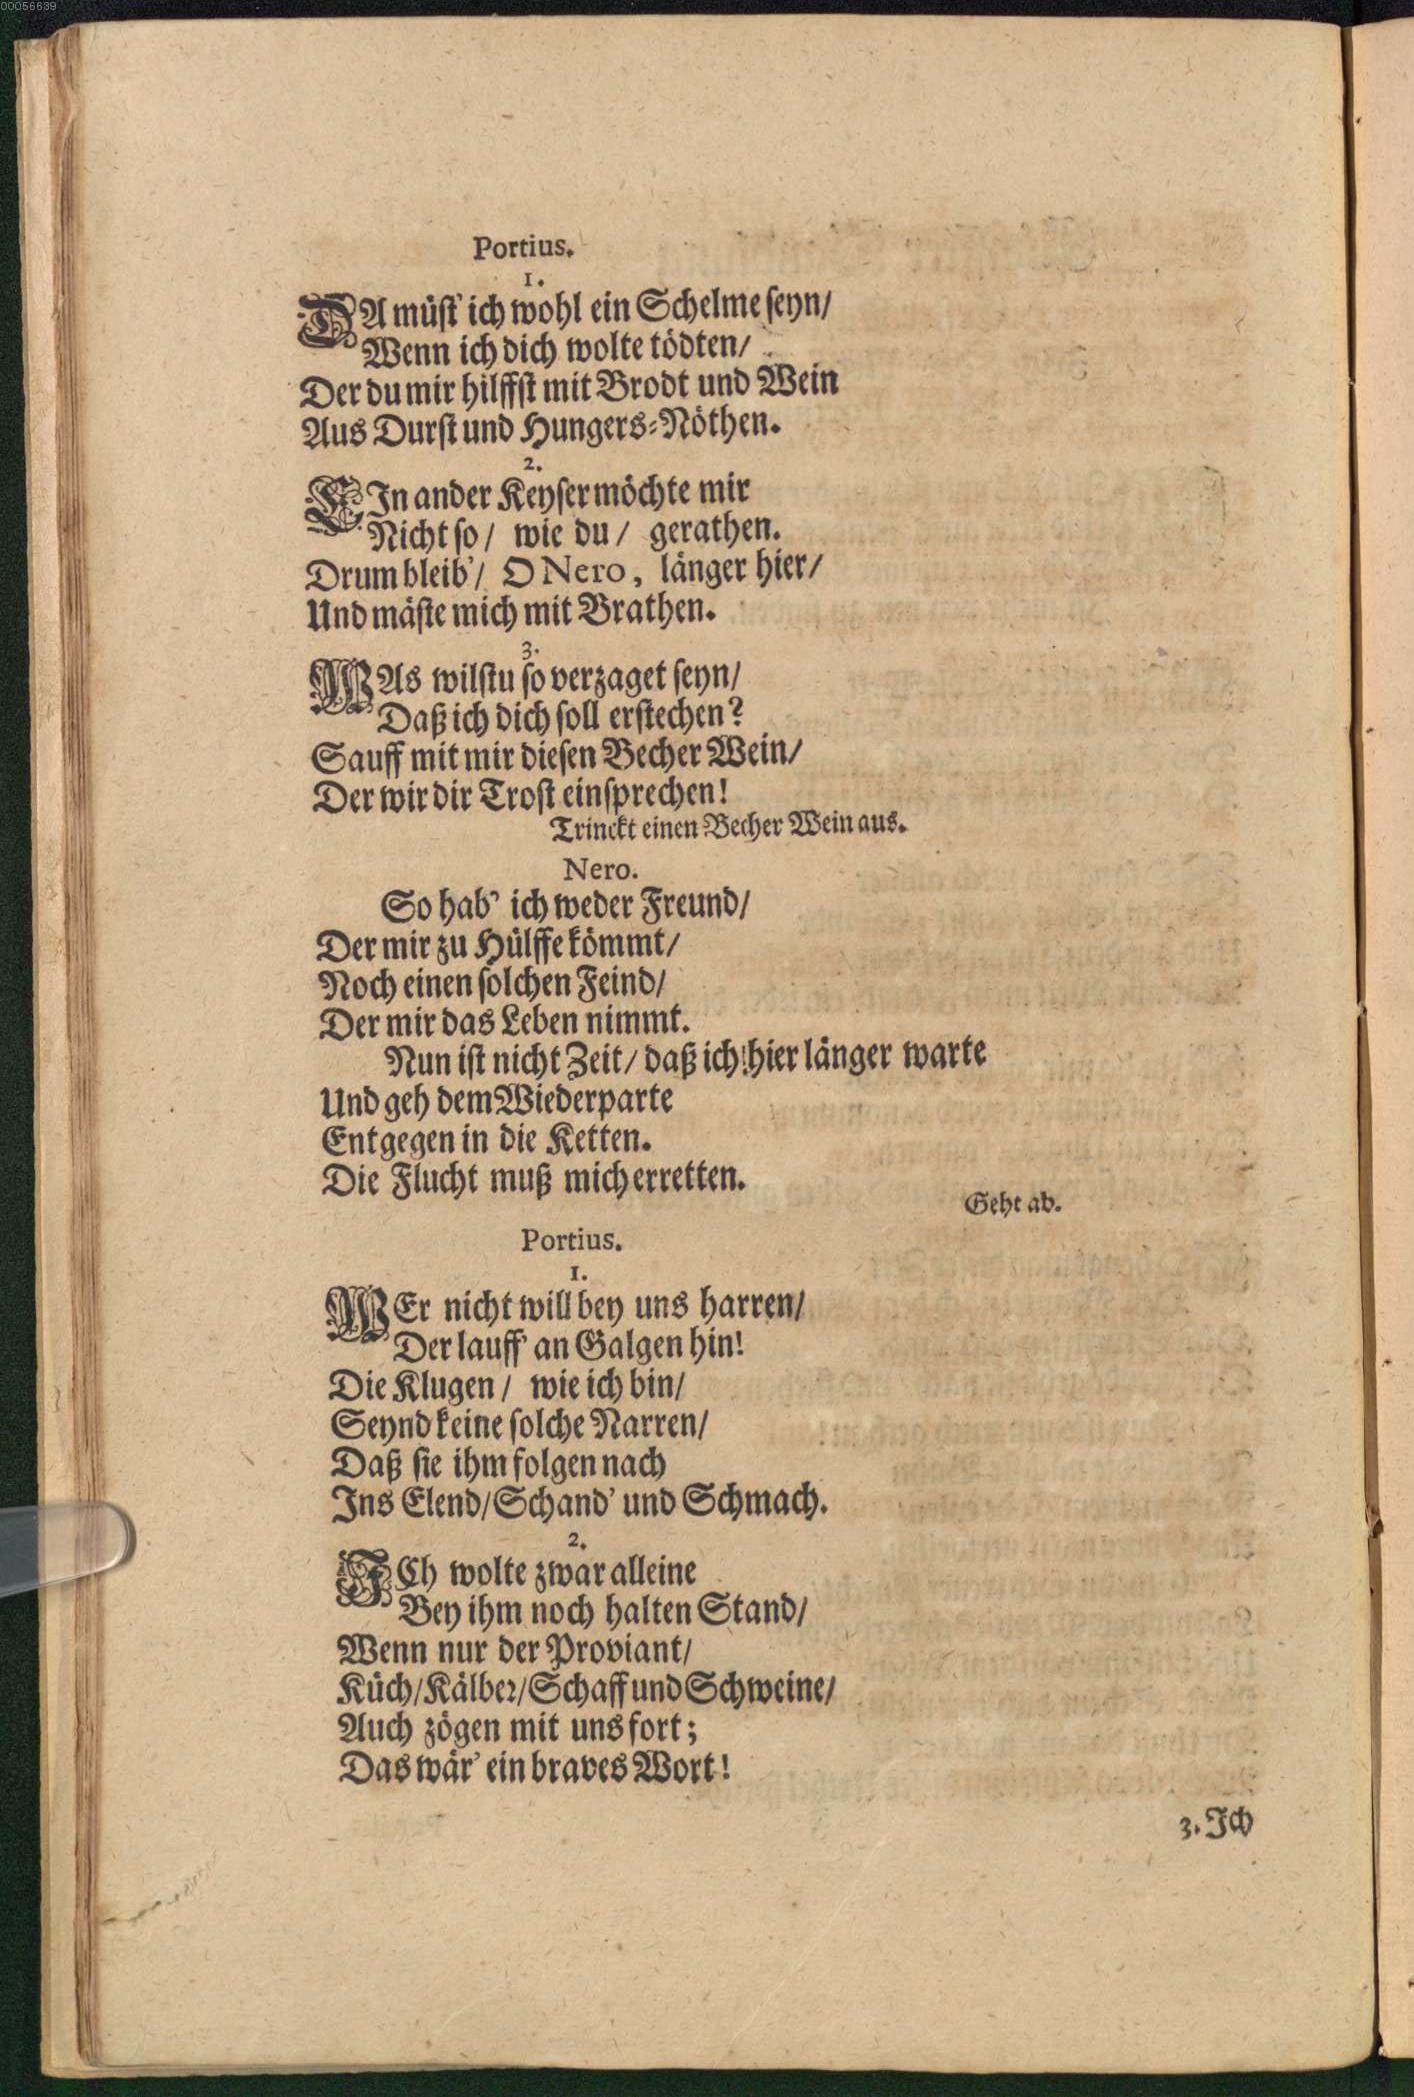 00056639
Portius.
1.
DA müst' ich wohl ein Schelme seyn/
Wenn ich dich wolte tödten/
Der du mir hilffst mit Brodt und Wein
Aus Durst und Hungers-Nöthen.
2.
EIn ander Keyser möchte mir
Nicht so/ wie du/ gerathen.
Drum bleib'/ O Nero, länger hier/
Und mäste mich mit Brathen.
3.
WAs wilstu so verzaget seyn/
Daß ich dich soll erstechen?
Sauff mit mir diesen Becher Wein/
Der wir dir Trost einsprechen!
Trinckt einen Becher Wein aus.
Nero.
So hab' ich weder Freund/
Der mir zu Hülffe kömmt/
Noch einen solchen Feind/
Der mir das Leben nimmt.
Nun ist nicht Zeit/ daß ich hier länger warte
Und geh dem Wiederparte
Entgegen in die Ketten.
Die Flucht muß mich erretten.
Geht ab.
Portius.
1.
WEr nicht will bey uns harren/
Der lauff' an Galgen hin!
Die Klugen/ wie ich bin/
Seynd keine solche Narren/
Daß sie ihm folgen nach
Ins Elend/ Schand' und Schmach.
2.
ICh wolte zwar alleine
Bey ihm noch halten Stand/
Wenn nur der Proviant/
Küch/ Kälber/ Schaff und Schweine/
Auch zögen mit uns fort;
Das wär' ein braves Wort!
3. Ich